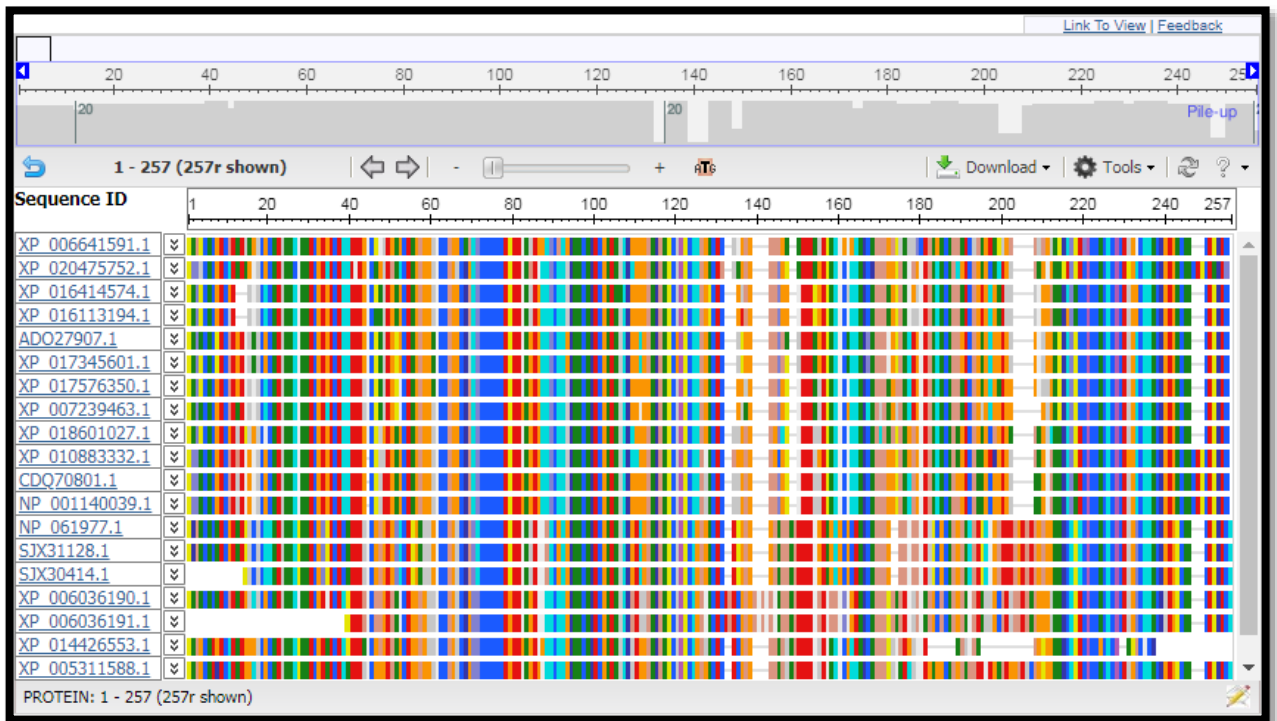 Link To View | Feedback
20 40 60 80 100 120 140 160 180 200 220 240 25
20 20 Pile-up
1 - 257 (257r shown) - + ATG Download Tools ?
Sequence ID 1 20 40 60 80 100 120 140 160 180 200 220 240 257
XP_006641591.1
XP_020475752.1
XP_016414574.1
XP_016113194.1
ADO27907.1
XP_017345601.1
XP_017576350.1
XP_007239463.1
XP_018601027.1
XP_010883332.1
CDQ70801.1
NP_001140039.1
NP_061977.1
SJX31128.1
SJX30414.1
XP_006036190.1
XP_006036191.1
XP_014426553.1
XP_005311588.1
PROTEIN: 1 - 257 (257r shown)